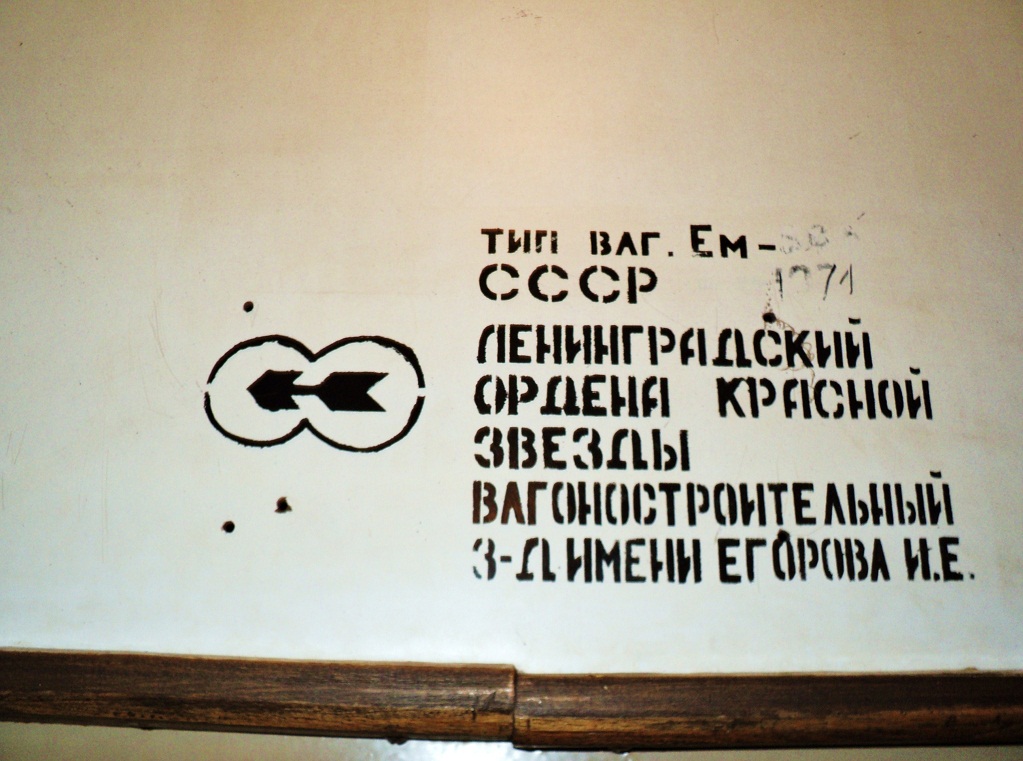 ТИП ВАГ. ЕМ-
СССР 1971
ЛЕНИНГРАДСКИЙ
ОРДЕНА КРАСНОЙ
ЗВЕЗДЫ
ВАГОНОСТРОИТЕЛЬНЫЙ
З-Д ИМЕНИ ЕГОРОВА И.Е.